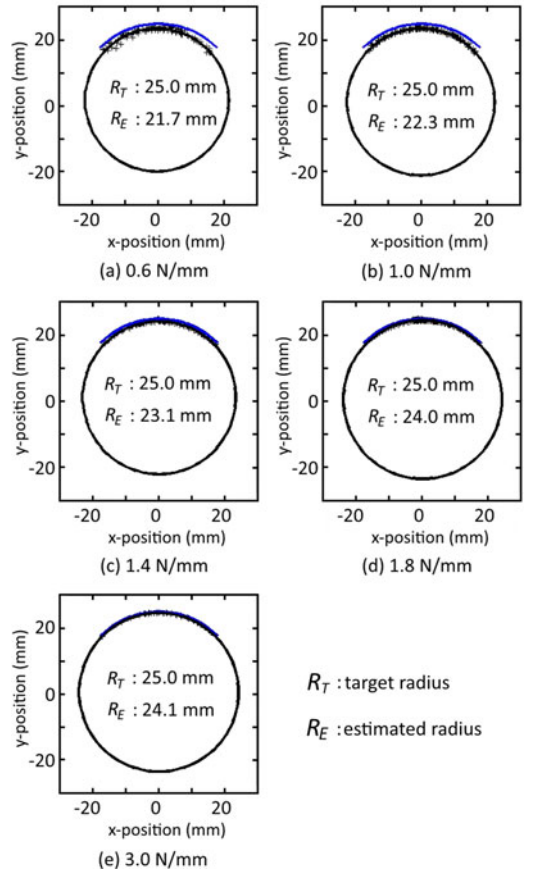 20
0
-20
y-position (mm)
R_T : 25.0 mm
R_E : 21.7 mm
-20 0 20
x-position (mm)
(a) 0.6 N/mm
20
0
-20
y-position (mm)
R_T : 25.0 mm
R_E : 22.3 mm
-20 0 20
x-position (mm)
(b) 1.0 N/mm
20
0
-20
y-position (mm)
R_T : 25.0 mm
R_E : 23.1 mm
-20 0 20
x-position (mm)
(c) 1.4 N/mm
20
0
-20
y-position (mm)
R_T : 25.0 mm
R_E : 24.0 mm
-20 0 20
x-position (mm)
(d) 1.8 N/mm
20
0
-20
y-position (mm)
R_T : 25.0 mm
R_E : 24.1 mm
-20 0 20
x-position (mm)
(e) 3.0 N/mm
R_T : target radius
R_E : estimated radius